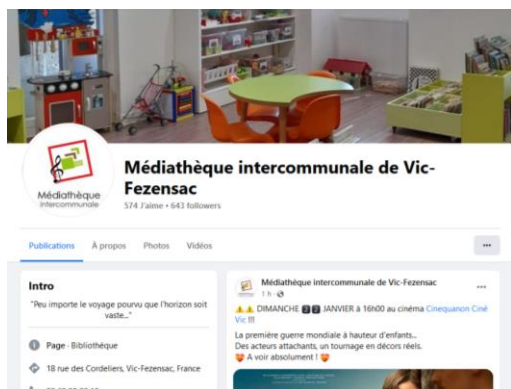 Médiathèque
intercommunale
Médiathèque intercommunale de Vic-
Fezensac
574 J'aime • 643 followers
Publications À propos Photos Vidéos
Intro
"Peu importe le voyage pourvu que l'horizon soit
vaste..."
Page · Bibliothèque
18 rue des Cordeliers, Vic-Fezensac, France
Médiathèque intercommunale de Vic-Fezensac
1 h ·
⚠️⚠️ DIMANCHE 2️⃣2️⃣ JANVIER à 16h00 au cinéma Cinequanon Ciné
Vic !!!
La première guerre mondiale à hauteur d'enfants...
Des acteurs attachants, un tournage en décors réels.
A voir absolument !